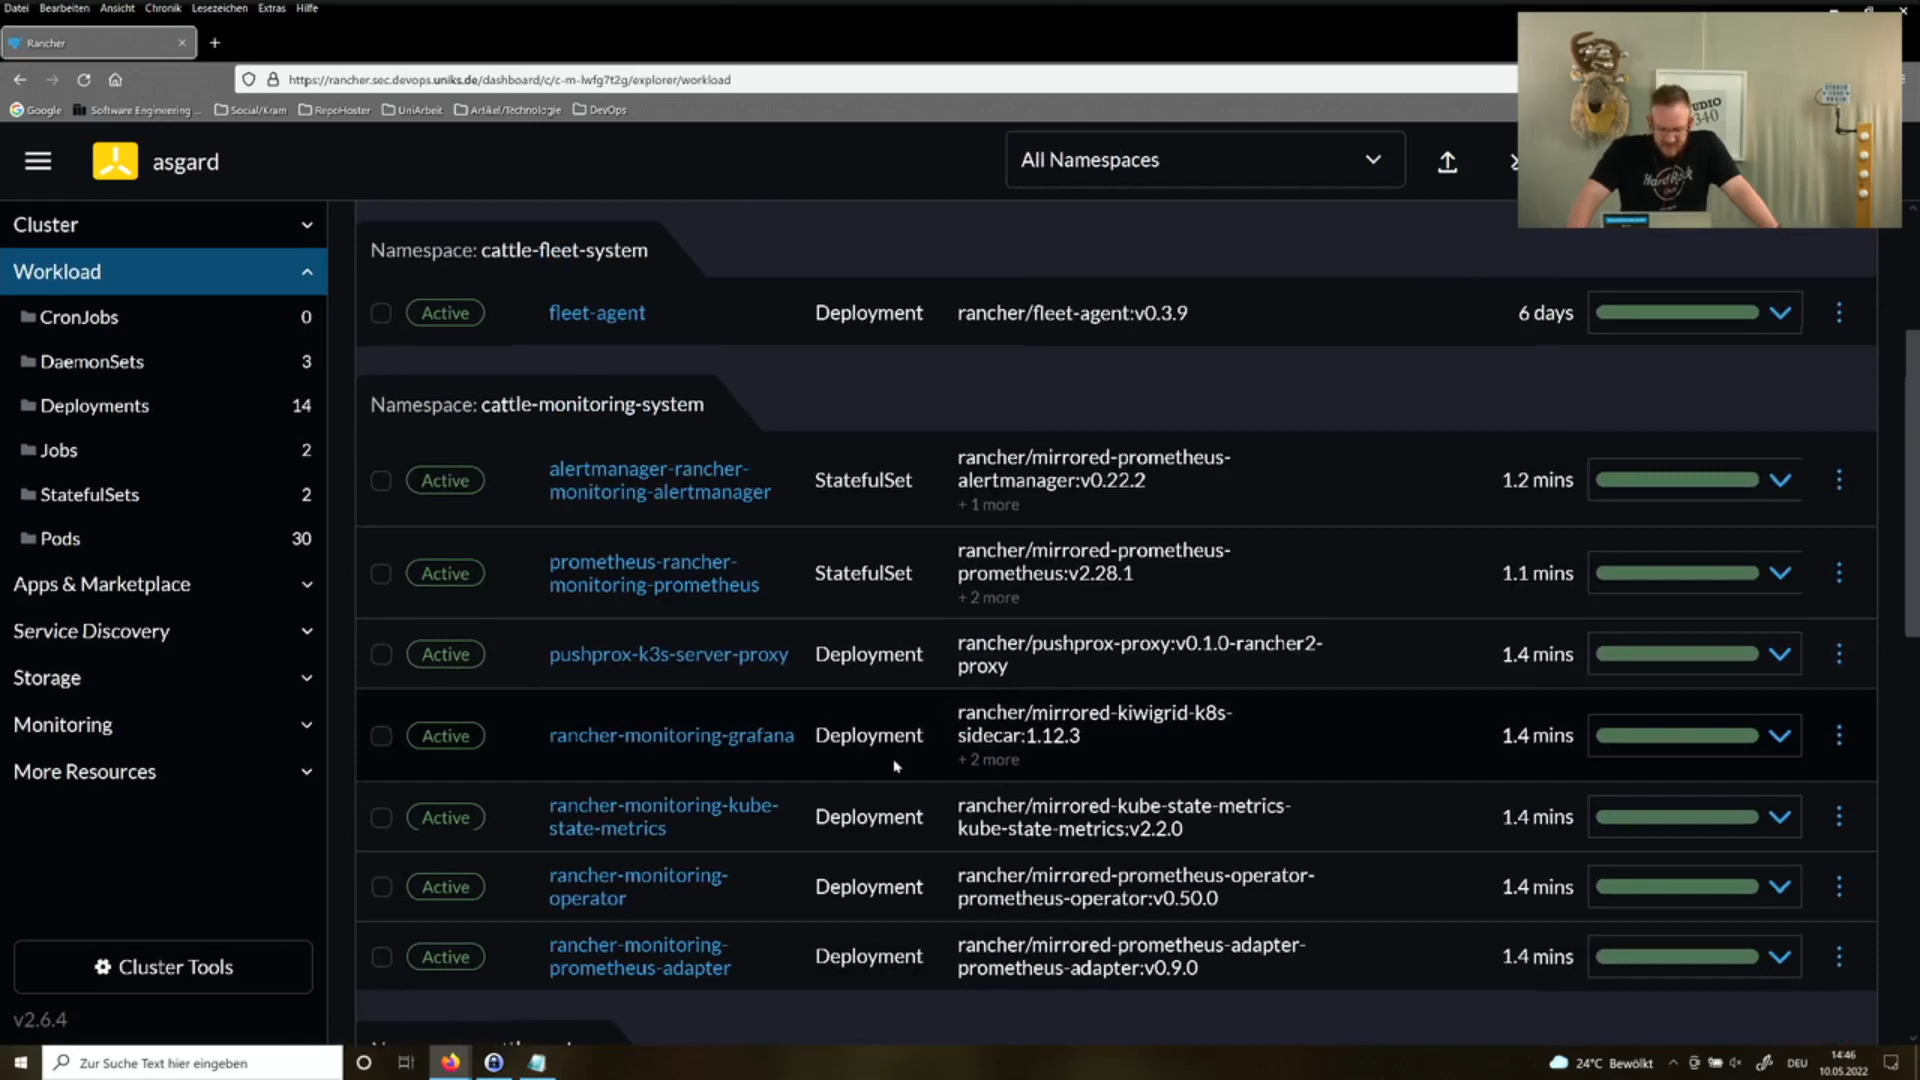 Datei Bearbeiten Ansicht Chronik Lesezeichen Extras Hilfe
Rancher
https://rancher.sec.devops.uniks.de/dashboard/c/c-m-lwfg7t2g/explorer/workload
Google Software Engineering ... Social/Kram RepoHoster UniArbeit Artikel/Technologie DevOps
asgard
All Namespaces
STUDIO
340
Hard Rock
Cluster
Workload
CronJobs 0
DaemonSets 3
Deployments 14
Jobs 2
StatefulSets 2
Pods 30
Apps & Marketplace
Service Discovery
Storage
Monitoring
More Resources
Cluster Tools
v2.6.4
Namespace: cattle-fleet-system
Active fleet-agent Deployment rancher/fleet-agent:v0.3.9 6 days
Namespace: cattle-monitoring-system
Active alertmanager-rancher-
monitoring-alertmanager StatefulSet rancher/mirrored-prometheus-
alertmanager:v0.22.2
+ 1 more 1.2 mins
Active prometheus-rancher-
monitoring-prometheus StatefulSet rancher/mirrored-prometheus-
prometheus:v2.28.1
+ 2 more 1.1 mins
Active pushprox-k3s-server-proxy Deployment rancher/pushprox-proxy:v0.1.0-rancher2-
proxy 1.4 mins
Active rancher-monitoring-grafana Deployment rancher/mirrored-kiwigrid-k8s-
sidecar:1.12.3
+ 2 more 1.4 mins
Active rancher-monitoring-kube-
state-metrics Deployment rancher/mirrored-kube-state-metrics-
kube-state-metrics:v2.2.0 1.4 mins
Active rancher-monitoring-
operator Deployment rancher/mirrored-prometheus-operator-
prometheus-operator:v0.50.0 1.4 mins
Active rancher-monitoring-
prometheus-adapter Deployment rancher/mirrored-prometheus-adapter-
prometheus-adapter:v0.9.0 1.4 mins
Zur Suche Text hier eingeben
24°C Bewölkt
DEU
14:46
10.05.2022